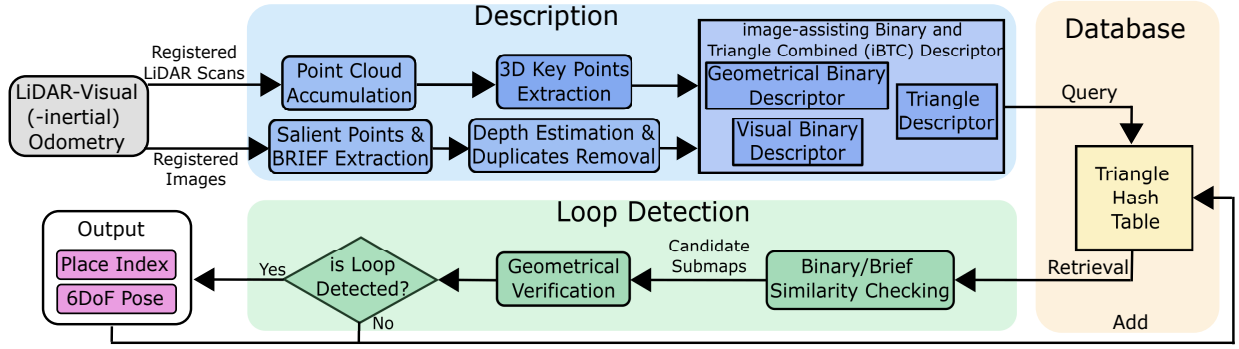 Description
Database
Registered
LiDAR Scans
LiDAR-Visual
(-inertial)
Odometry
Registered
Images
Point Cloud
Accumulation
3D Key Points
Extraction
Salient Points &
BRIEF Extraction
Depth Estimation &
Duplicates Removal
image-assisting Binary and
Triangle Combined (iBTC) Descriptor
Geometrical Binary
Descriptor
Triangle
Descriptor
Visual Binary
Descriptor
Query
Triangle
Hash
Table
Retrieval
Add
Loop Detection
Binary/Brief
Similarity Checking
Candidate
Submaps
Geometrical
Verification
is Loop
Detected?
Yes
No
Output
Place Index
6DoF Pose